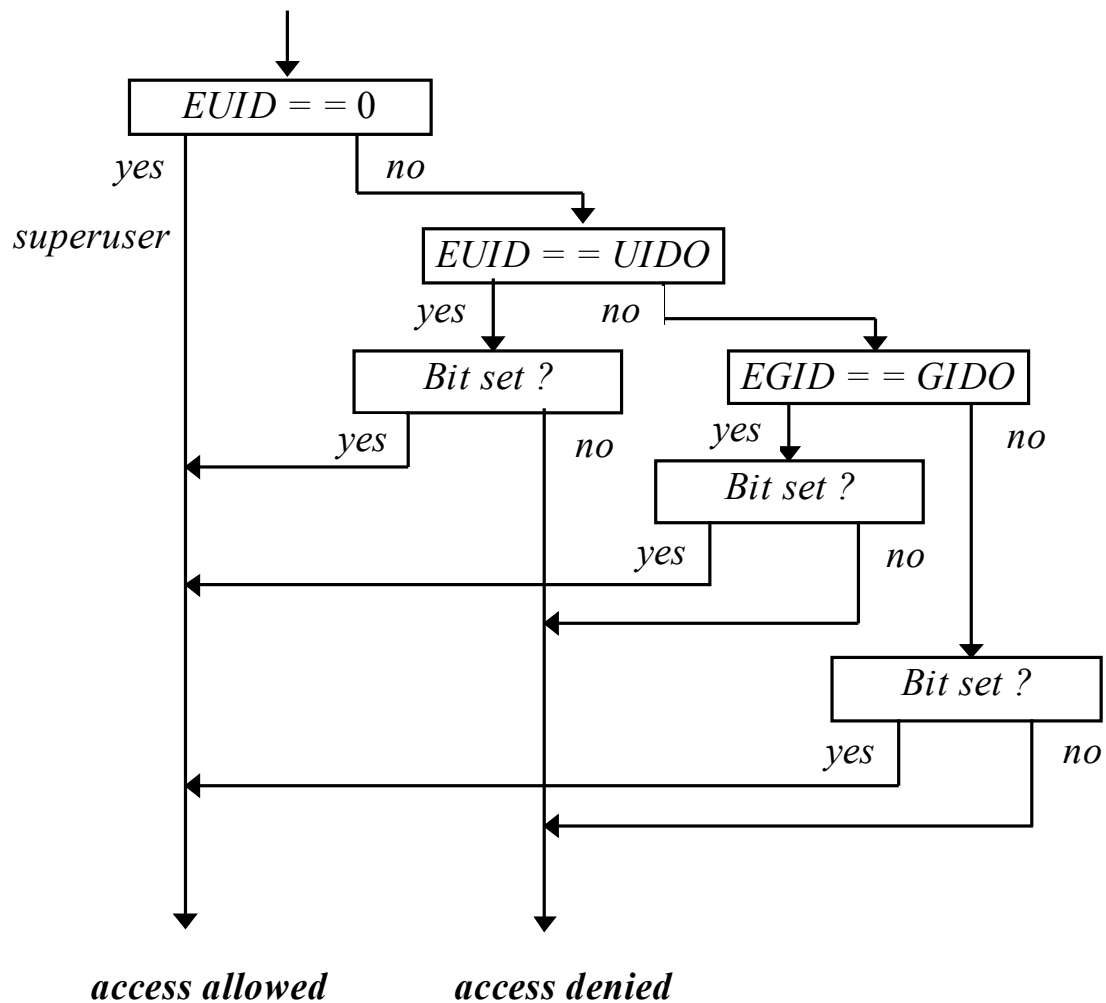 EUID = = 0
yes
no
superuser
EUID = = UIDO
yes
no
Bit set ?
EGID = = GIDO
yes
no
yes
no
Bit set ?
yes
no
Bit set ?
yes
no
access allowed
access denied